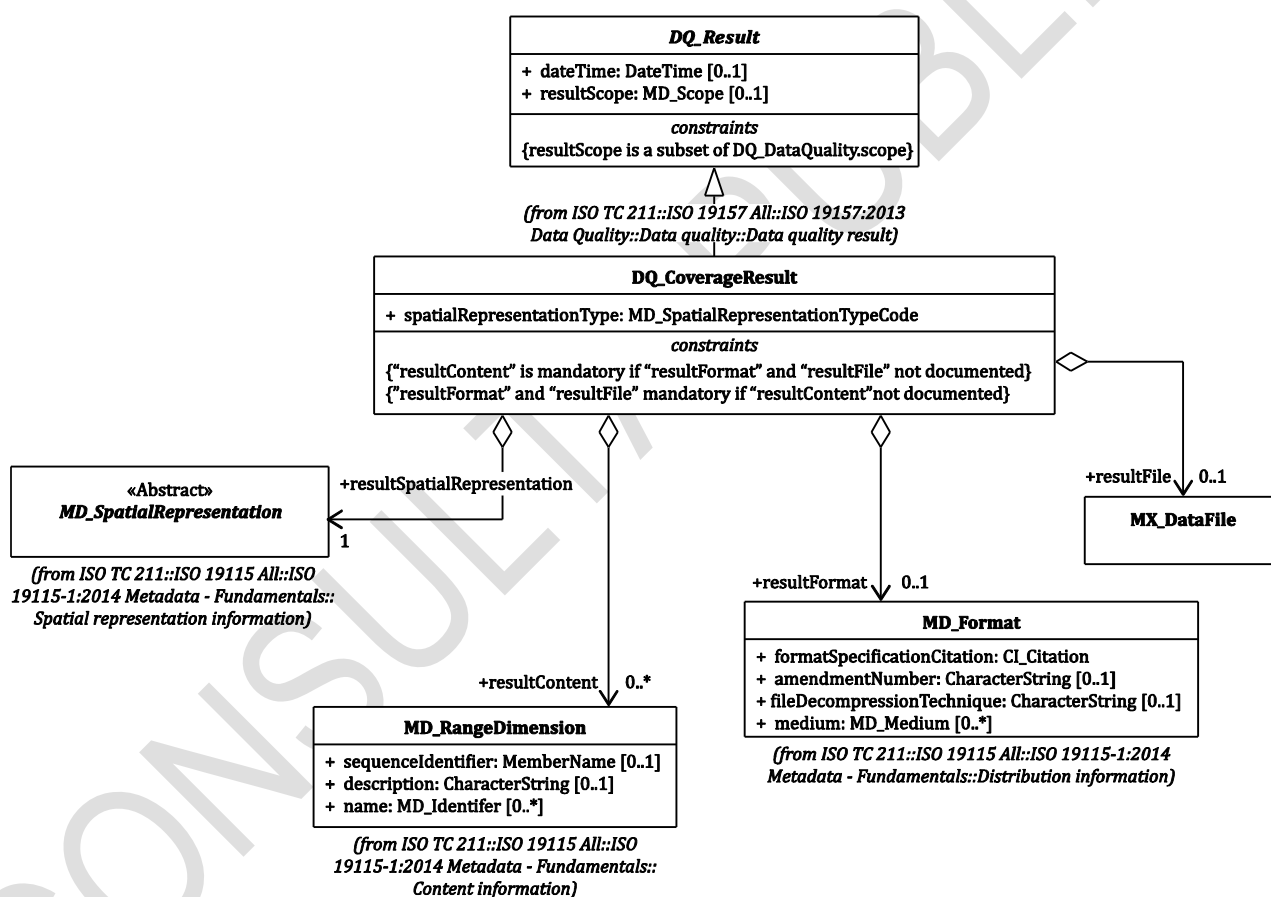 DQ_Result
+ dateTime: DateTime [0..1]
+ resultScope: MD_Scope [0..1]
constraints
{resultScope is a subset of DQ_DataQuality.scope}
(from ISO TC 211::ISO 19157 All::ISO 19157:2013
Data Quality::Data quality::Data quality result)
DQ_CoverageResult
+ spatialRepresentationType: MD_SpatialRepresentationTypeCode
constraints
{“resultContent” is mandatory if “resultFormat” and “resultFile” not documented}
{”resultFormat” and “resultFile” mandatory if “resultContent”not documented}
«Abstract»
MD_SpatialRepresentation
+resultSpatialRepresentation
1
(from ISO TC 211::ISO 19115 All::ISO
19115-1:2014 Metadata - Fundamentals::
Spatial representation information)
+resultFile 0..1
MX_DataFile
+resultFormat 0..1
MD_Format
+ formatSpecificationCitation: CI_Citation
+ amendmentNumber: CharacterString [0..1]
+ fileDecompressionTechnique: CharacterString [0..1]
+ medium: MD_Medium [0..*]
(from ISO TC 211::ISO 19115 All::ISO 19115-1:2014
Metadata - Fundamentals::Distribution information)
+resultContent 0..*
MD_RangeDimension
+ sequenceIdentifier: MemberName [0..1]
+ description: CharacterString [0..1]
+ name: MD_Identifer [0..*]
(from ISO TC 211::ISO 19115 All::ISO
19115-1:2014 Metadata - Fundamentals::
Content information)
CONSULTA PÚBL